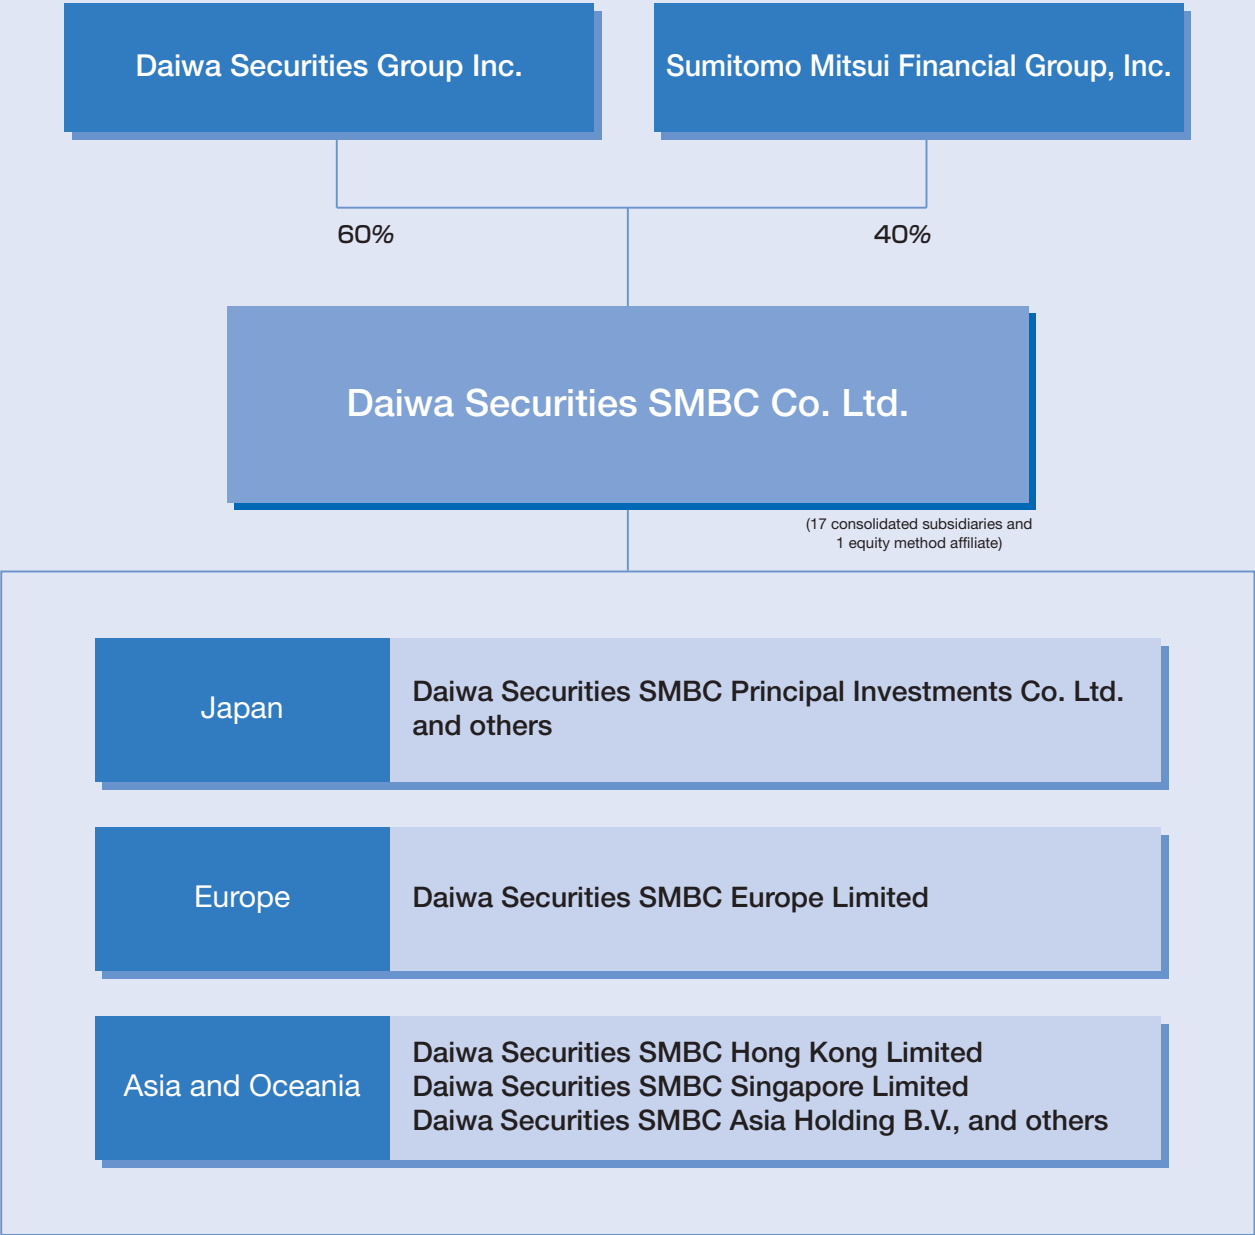 Daiwa Securities Group Inc.
Sumitomo Mitsui Financial Group, Inc.
60%
40%
Daiwa Securities SMBC Co. Ltd.
(17 consolidated subsidiaries and
1 equity method affiliate)
Japan
Daiwa Securities SMBC Principal Investments Co. Ltd.
and others
Europe
Daiwa Securities SMBC Europe Limited
Asia and Oceania
Daiwa Securities SMBC Hong Kong Limited
Daiwa Securities SMBC Singapore Limited
Daiwa Securities SMBC Asia Holding B.V., and others